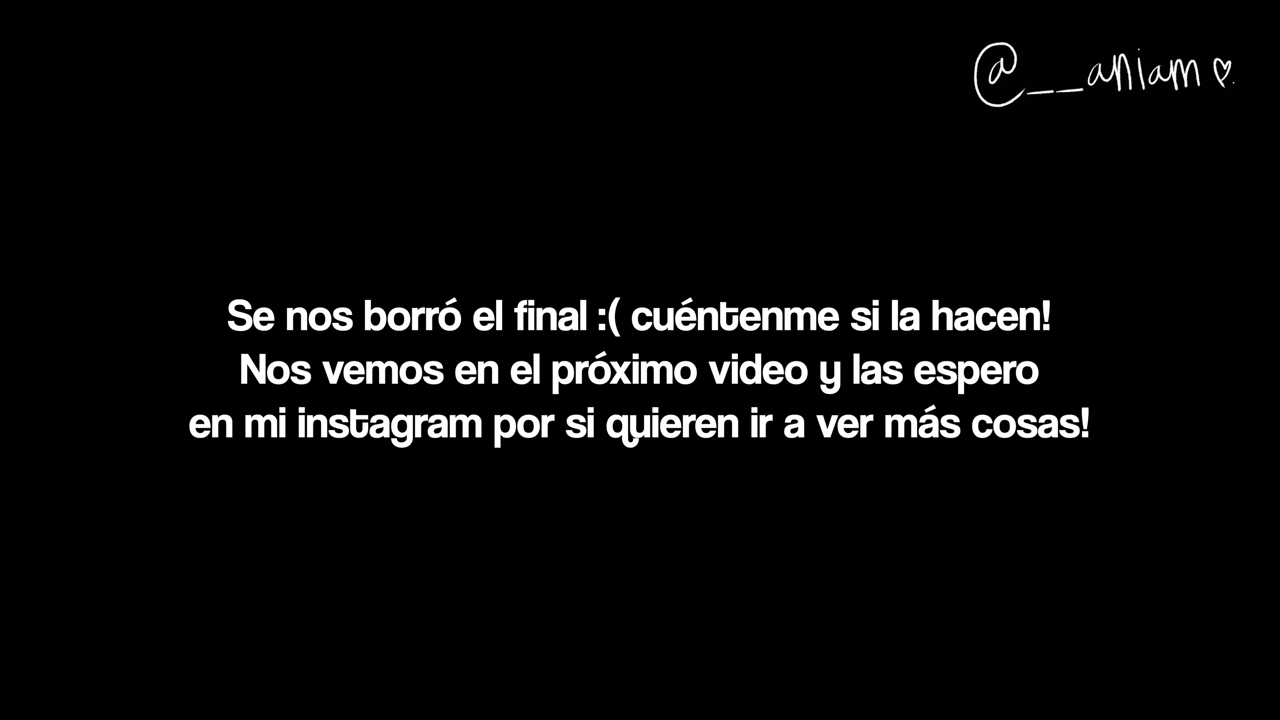 @__aniam
Se nos borró el final :( cuéntenme si la hacen!
Nos vemos en el próximo video y las espero
en mi instagram por si quieren ir a ver más cosas!